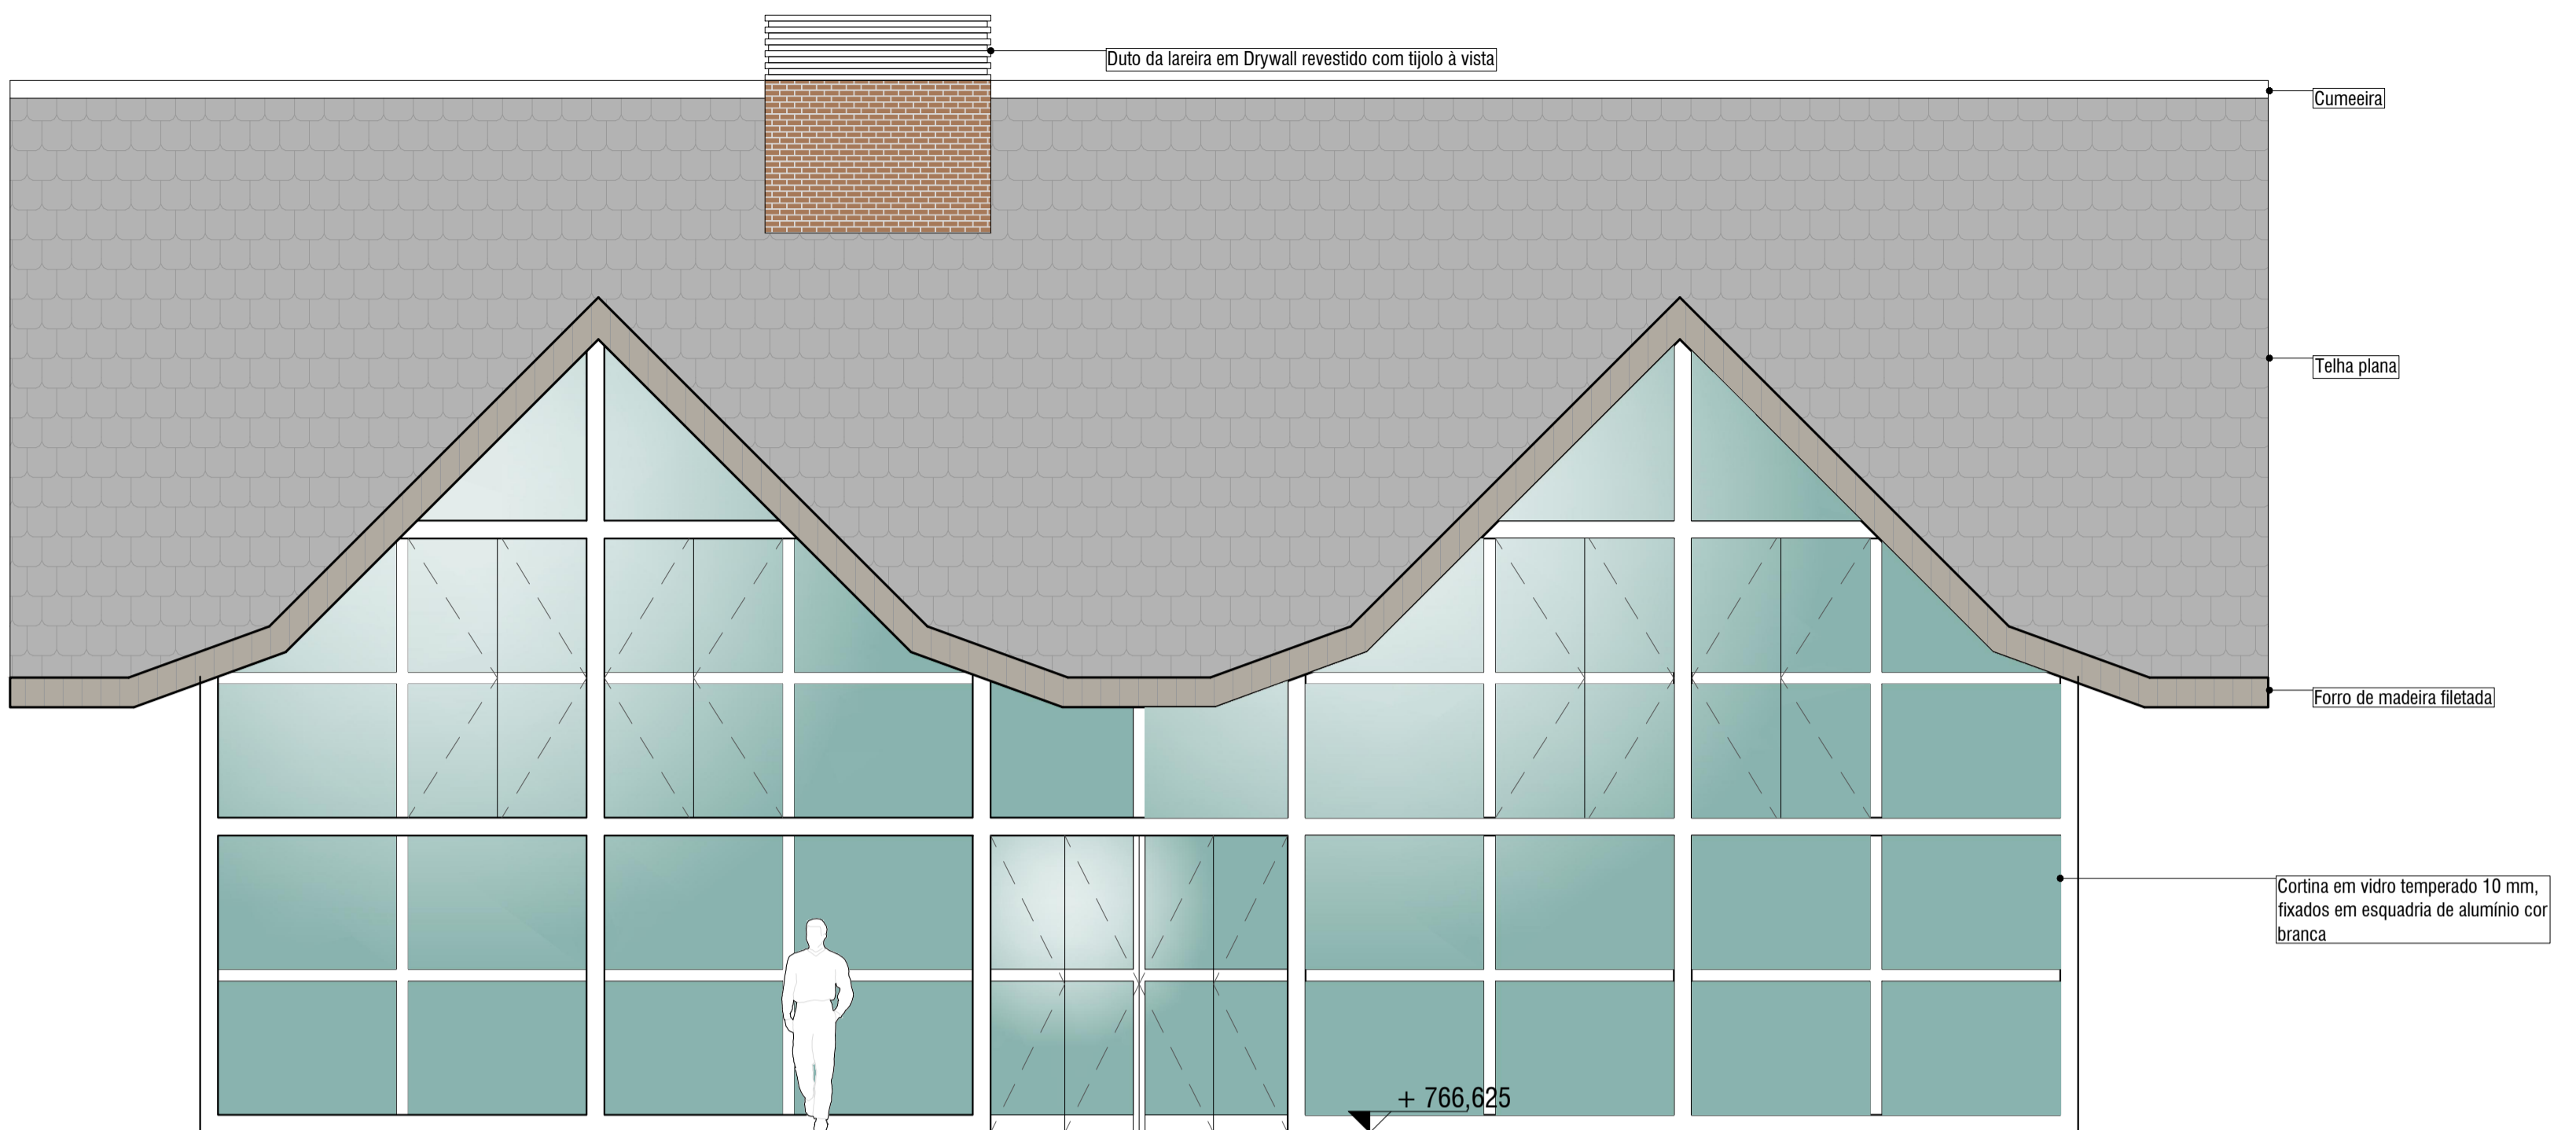 Duto da lareira em Drywall revestido com tijolo à vista
Cumeeira
Telha plana
Forro de madeira filetada
Cortina em vidro temperado 10 mm,
fixados em esquadria de alumínio cor
branca
+ 766,625